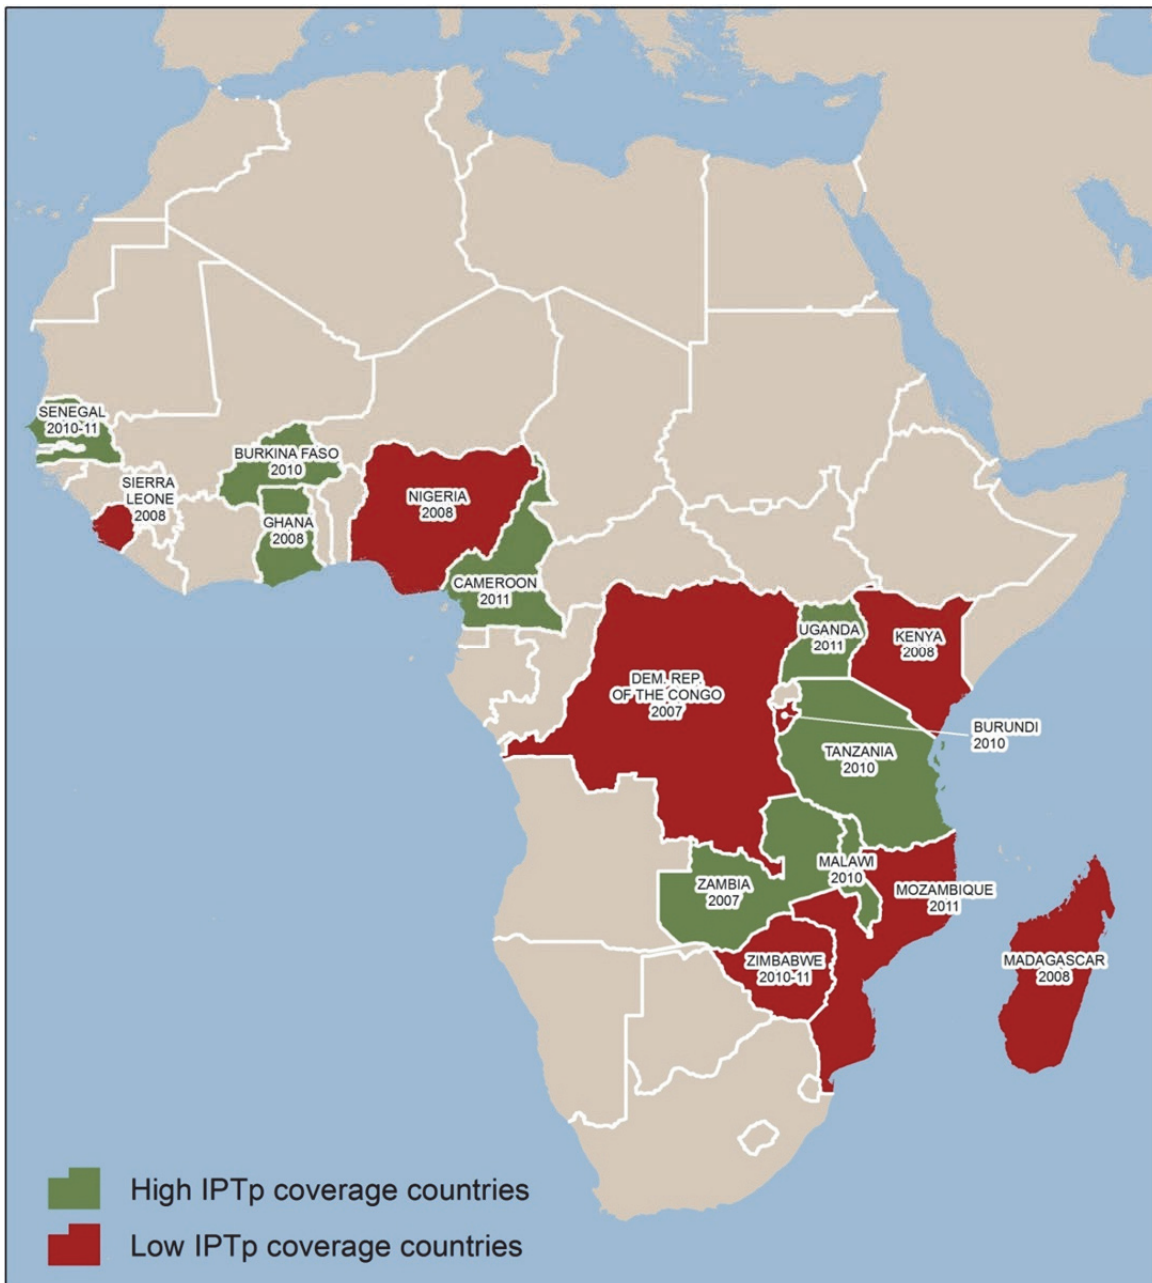 SENEGAL
2010-11
BURKINA FASO
2010
SIERRA
LEONE
2008
NIGERIA
2008
GHANA
2008
CAMEROON
2011
UGANDA
2011
KENYA
2008
DEM. REP.
OF THE CONGO
2007
BURUNDI
2010
TANZANIA
2010
MALAWI
2010
ZAMBIA
2007
MOZAMBIQUE
2011
ZIMBABWE
2010-11
MADAGASCAR
2008
High IPTp coverage countries
Low IPTp coverage countries